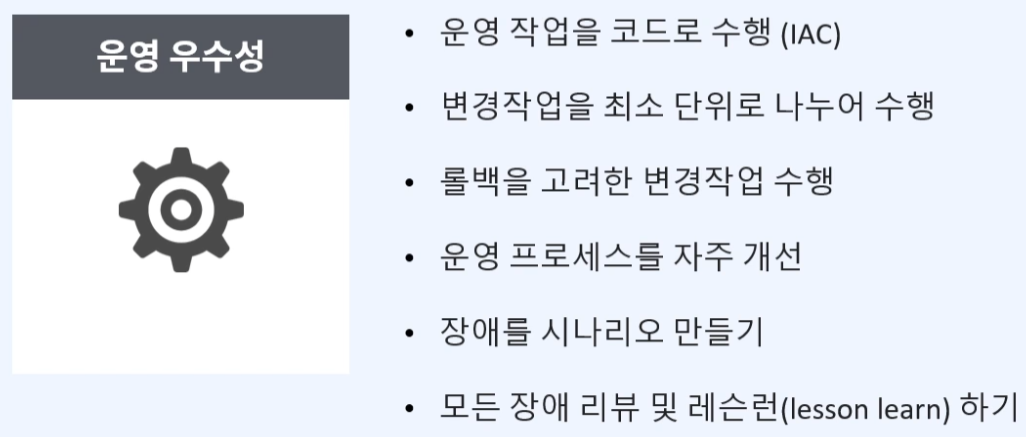 운영 우수성
• 운영 작업을 코드로 수행 (IAC)
• 변경작업을 최소 단위로 나누어 수행
• 롤백을 고려한 변경작업 수행
• 운영 프로세스를 자주 개선
• 장애를 시나리오 만들기
• 모든 장애 리뷰 및 레슨런(lesson learn) 하기